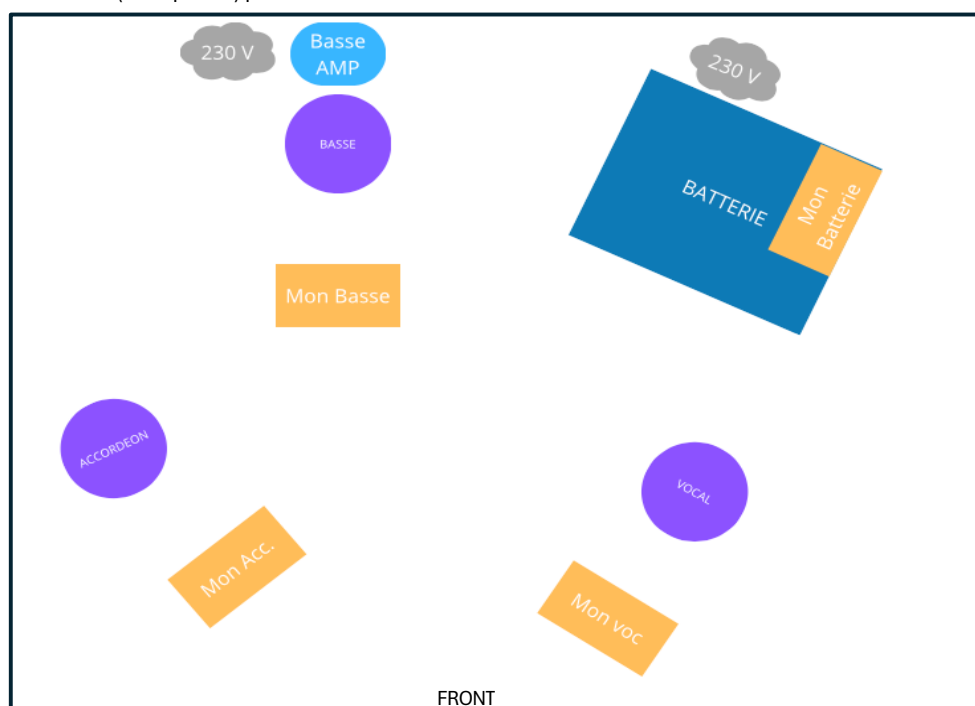 230 V
Basse
AMP
230 V
BASSE
BATTERIE
Mon
Batterie
Mon Basse
ACCORDEON
VOCAL
Mon Acc.
Mon voc
FRONT